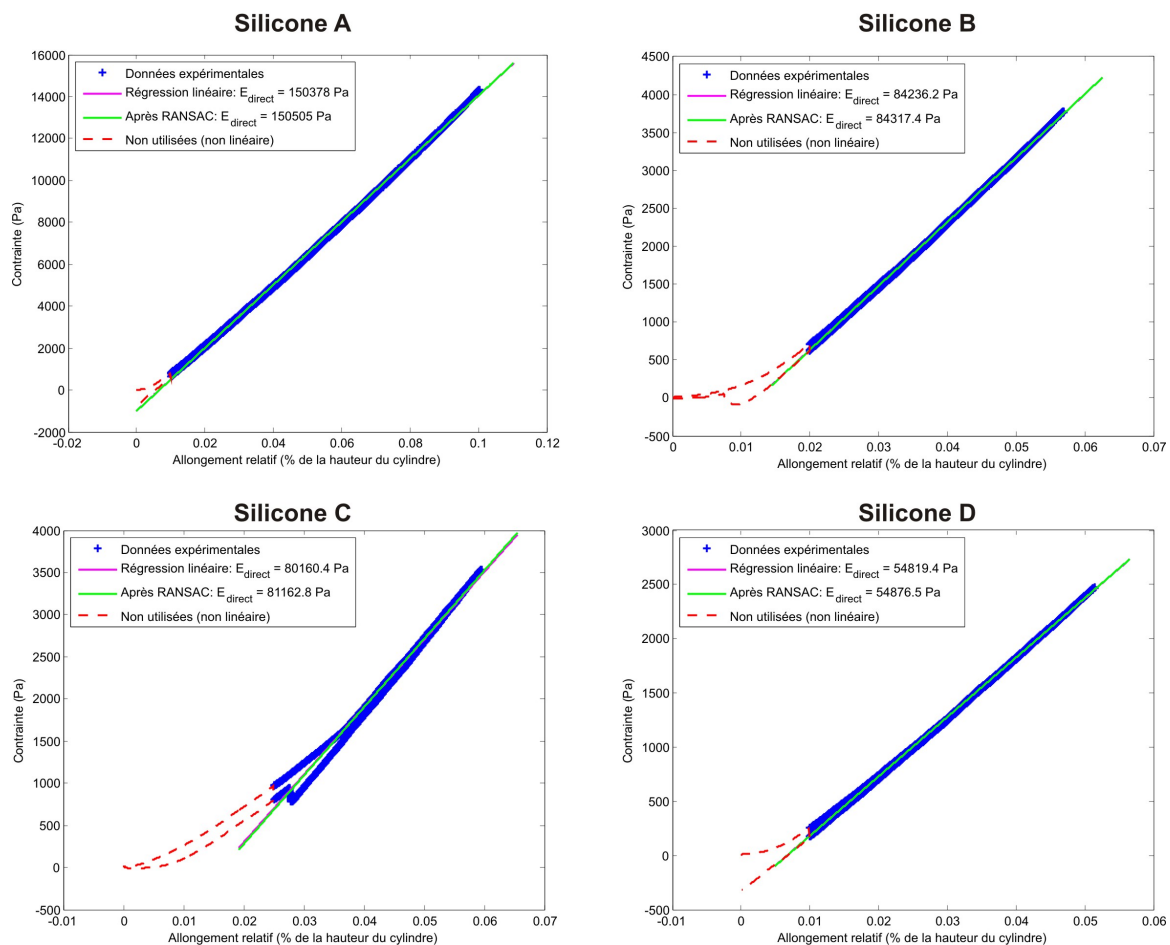 Silicone A
16000
14000
12000
10000
8000
6000
4000
2000
0
-2000
-0.02
0
0.02
0.04
0.06
0.08
0.1
0.12
Contrainte (Pa)
Allongement relatif (% de la hauteur du cylindre)
Données expérimentales
Régression linéaire: E direct = 150378 Pa
Après RANSAC: E direct = 150505 Pa
Non utilisées (non linéaire)
Silicone B
4500
4000
3500
3000
2500
2000
1500
1000
500
0
-500
0
0.01
0.02
0.03
0.04
0.05
0.06
0.07
Contrainte (Pa)
Allongement relatif (% de la hauteur du cylindre)
Données expérimentales
Régression linéaire: E direct = 84236.2 Pa
Après RANSAC: E direct = 84317.4 Pa
Non utilisées (non linéaire)
Silicone C
4000
3500
3000
2500
2000
1500
1000
500
0
-500
-0.01
0
0.01
0.02
0.03
0.04
0.05
0.06
0.07
Contrainte (Pa)
Allongement relatif (% de la hauteur du cylindre)
Données expérimentales
Régression linéaire: E direct = 80160.4 Pa
Après RANSAC: E direct = 81162.8 Pa
Non utilisées (non linéaire)
Silicone D
3000
2500
2000
1500
1000
500
0
-500
-0.01
0
0.01
0.02
0.03
0.04
0.05
0.06
Contrainte (Pa)
Allongement relatif (% de la hauteur du cylindre)
Données expérimentales
Régression linéaire: E direct = 54819.4 Pa
Après RANSAC: E direct = 54876.5 Pa
Non utilisées (non linéaire)